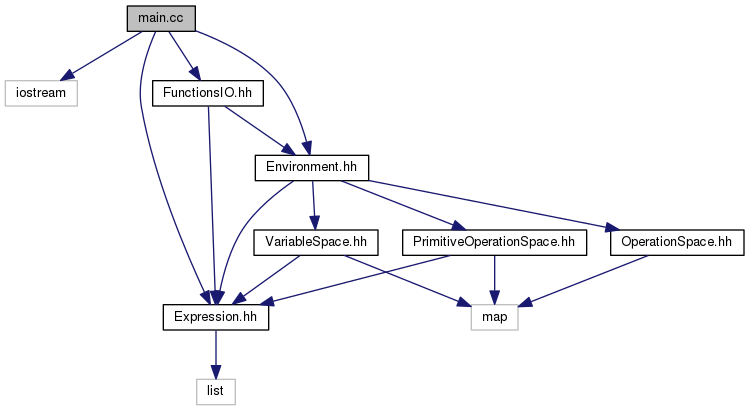 main.cc
iostream
FunctionsIO.hh
Environment.hh
VariableSpace.hh
PrimitiveOperationSpace.hh
OperationSpace.hh
Expression.hh
map
list